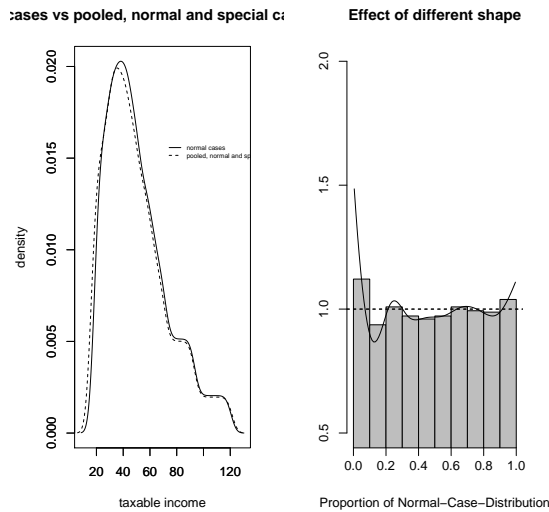 cases vs pooled, normal and special ca
density
0.020
0.015
0.010
0.005
0.000
normal cases
pooled, normal and sp
20 40 60 80 120
taxable income
Effect of different shape
2.0
1.5
1.0
0.5
0.0 0.2 0.4 0.6 0.8 1.0
Proportion of Normal−Case−Distribution